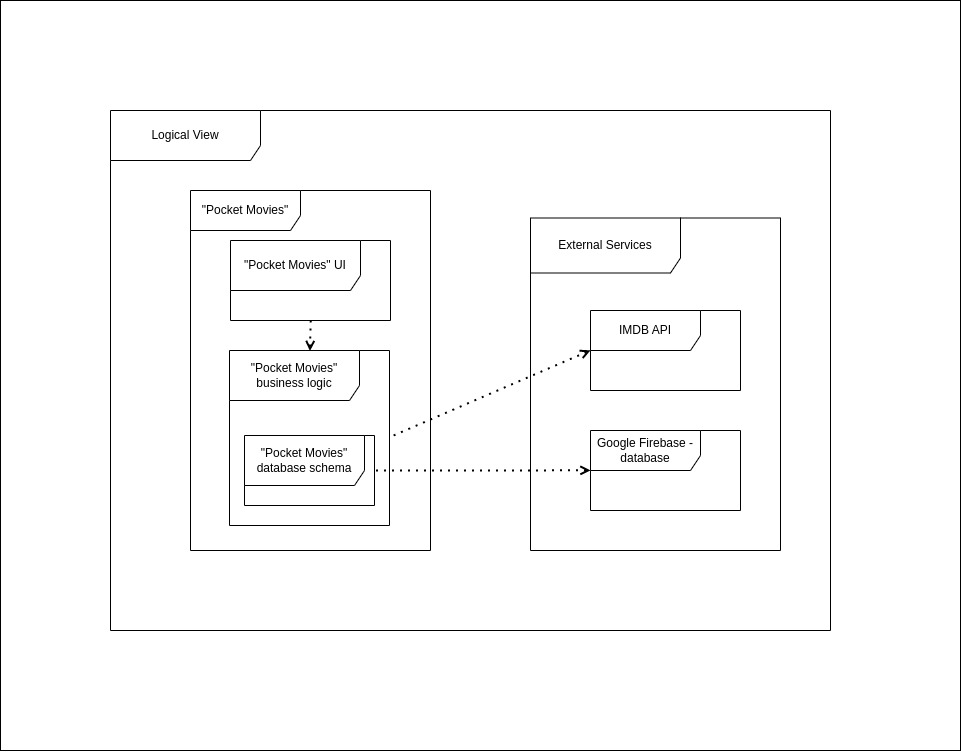 Logical View
"Pocket Movies"
"Pocket Movies" UI
"Pocket Movies"
business logic
"Pocket Movies"
database schema
External Services
IMDB API
Google Firebase -
database